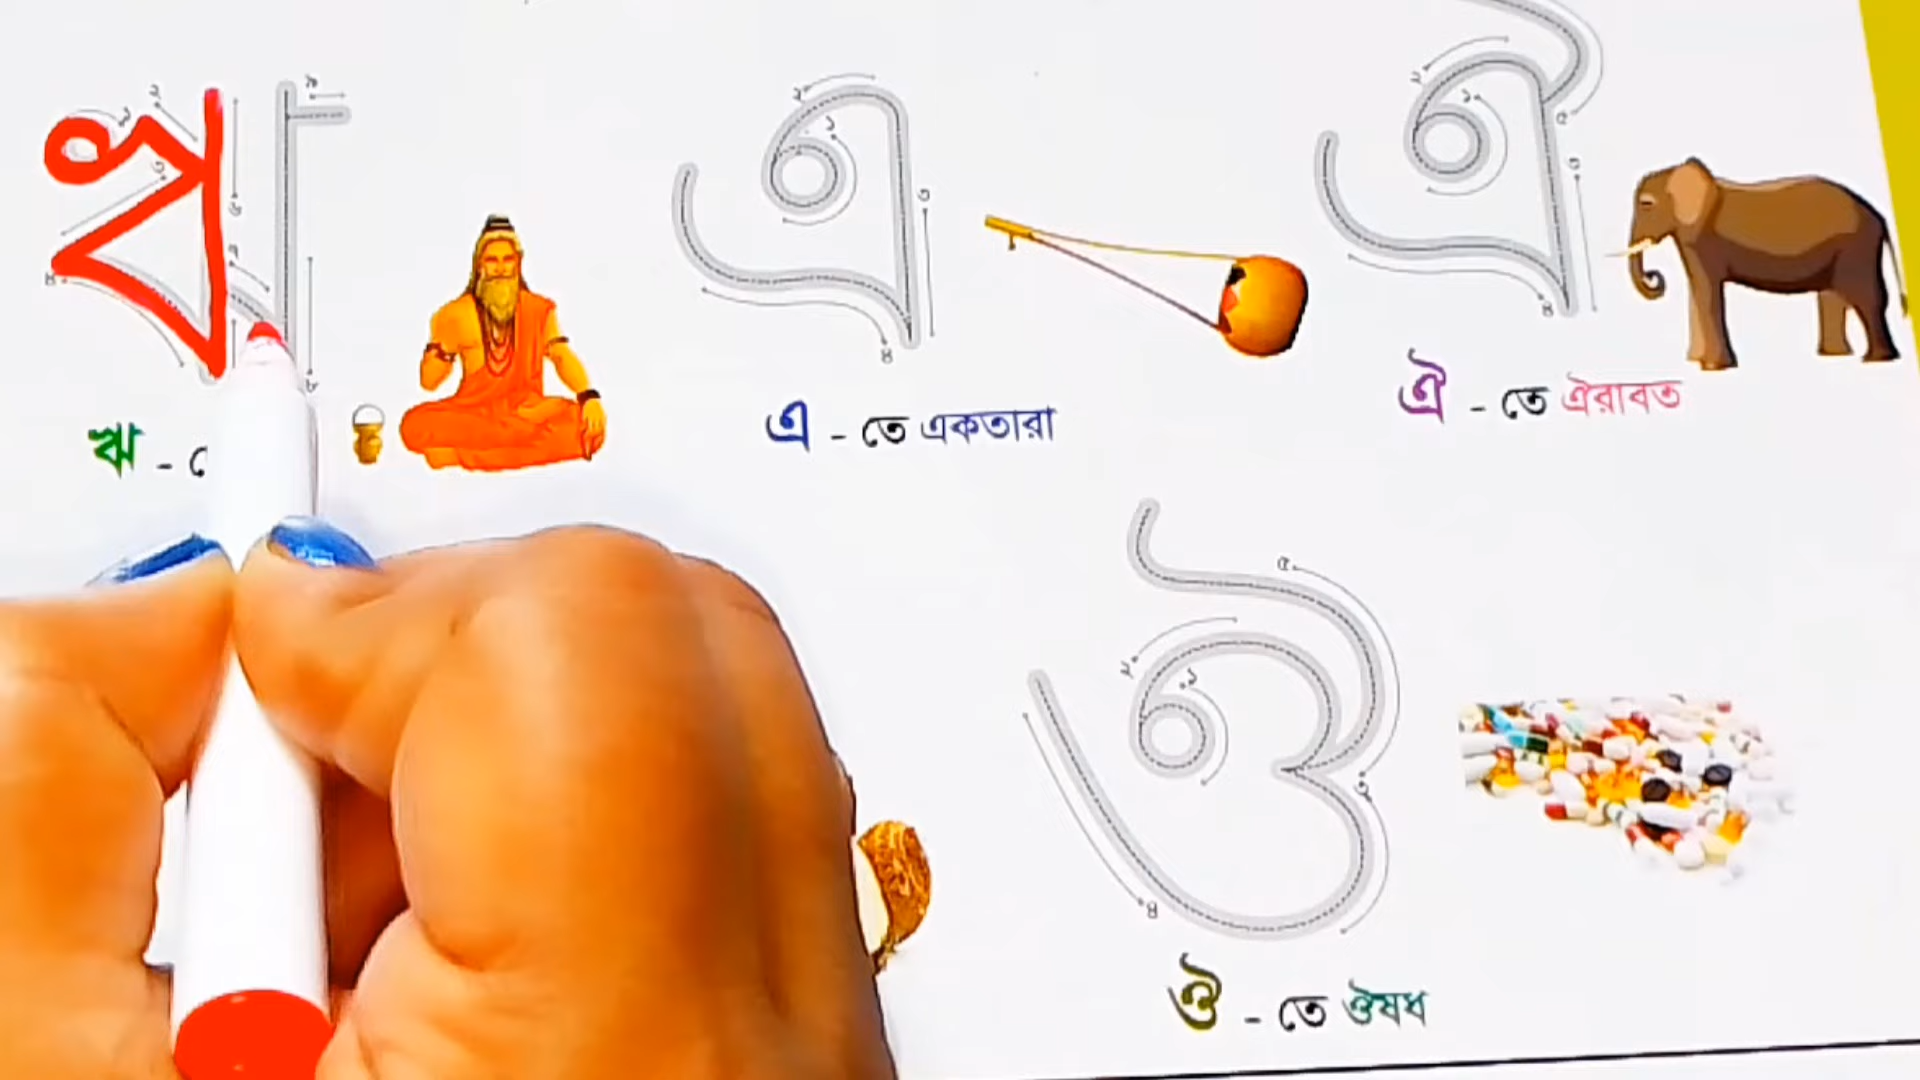 ঋ -
এ - তে একতারা
ঐ - তে ঐরাবত
ঔ - তে ঔষধ